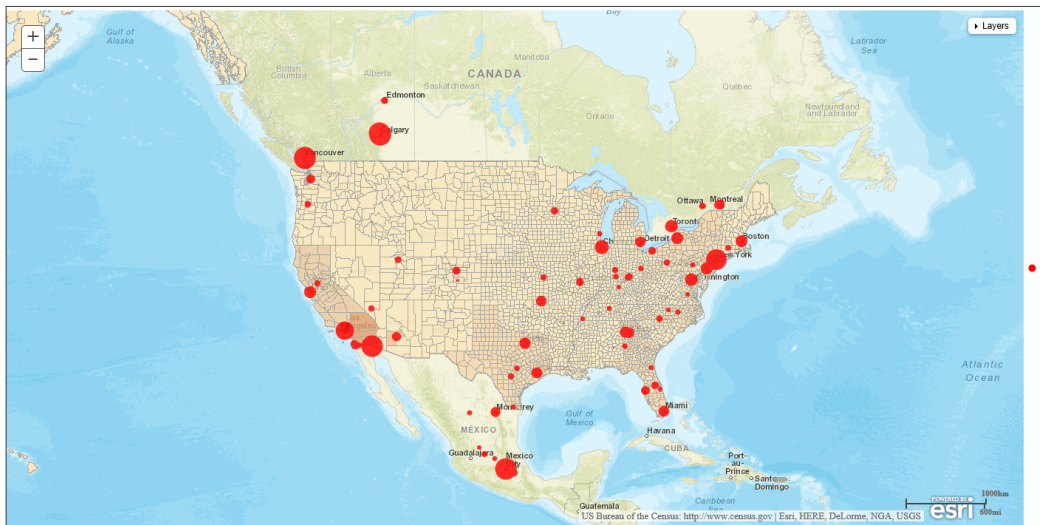 Bay
Gulf of
Alaska
Layers
Labrador
Sea
+
−
British
Columbia
Alberta
CANADA
Manitoba
Saskatchewan
Edmonton
Québec
Newfoundland
and Labrador
Ontario
Calgary
Vancouver
Ottawa
Montreal
Toronto
Detroit
Boston
Atlantic
Ocean
Monterrey
Gulf of
Mexico
Miami
MÉXICO
Havana
CUBA
Guadalajara
Mexico
City
Port-
au-
Prince
Santo
Domingo
Guatemala
Caribbean
Sea
1000km
600mi
POWERED BY
esri
US Bureau of the Census: http://www.census.gov | Esri, HERE, DeLorme, NGA, USGS